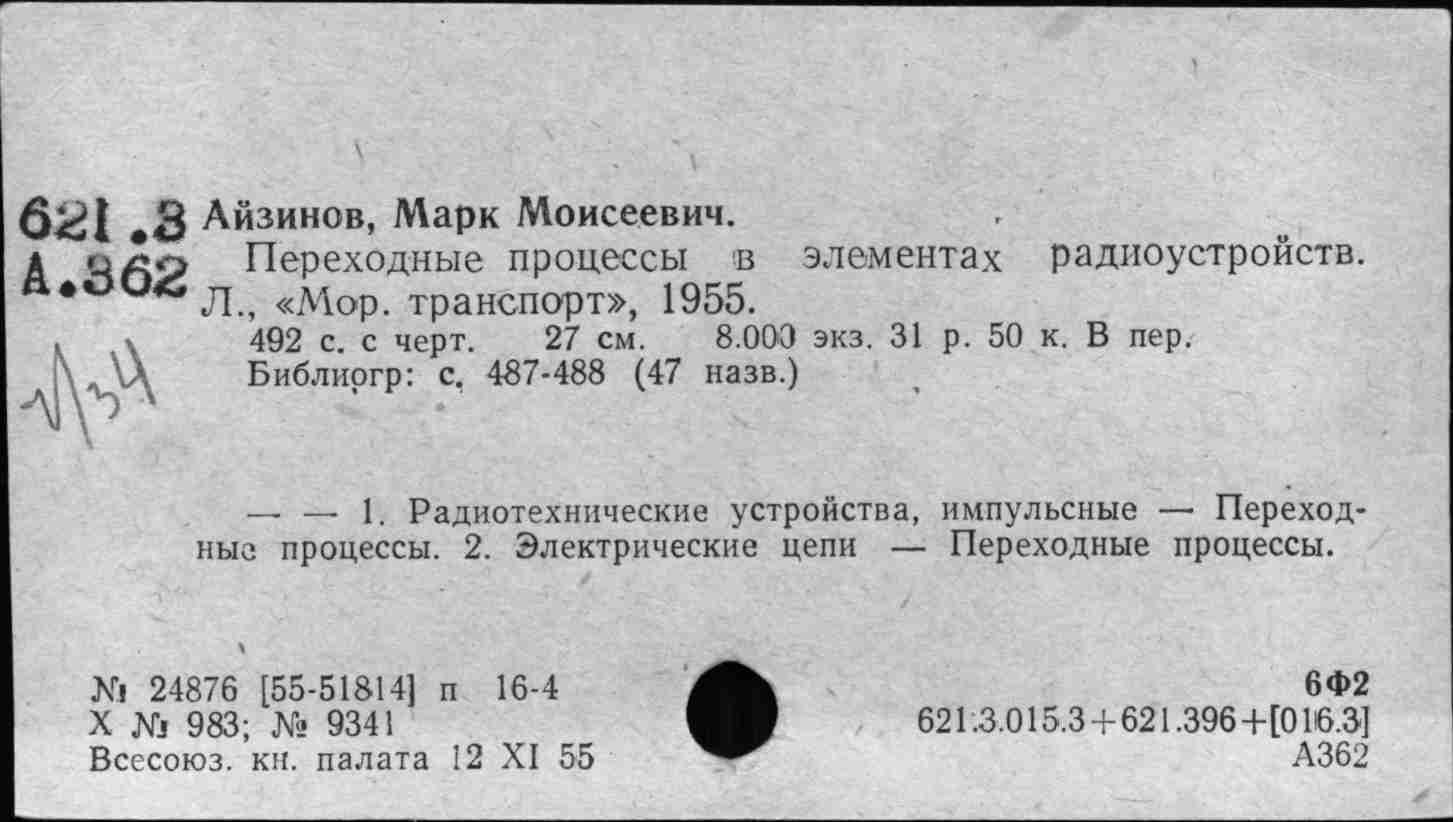 621.3 Айзинов, Марк Моисеевич.
А.362 Переходные процессы в элементах радиоустройств.
Л., «Мор. транспорт», 1955.
492 с. с черт. 27 см. 8.000 экз. 31 р. 50 к. В пер.
Библиогр: с. 487-488 (47 назв.)
— — 1. Радиотехнические устройства, импульсные — Переход-
ные процессы. 2. Электрические цепи — Переходные процессы.
№ 24876 [55-51814] п 16-4
X № 983; № 9341
Всесоюз. кн. палата 12 XI 55
6Ф2
621.3.015.3+621.396+[016.3]
А362